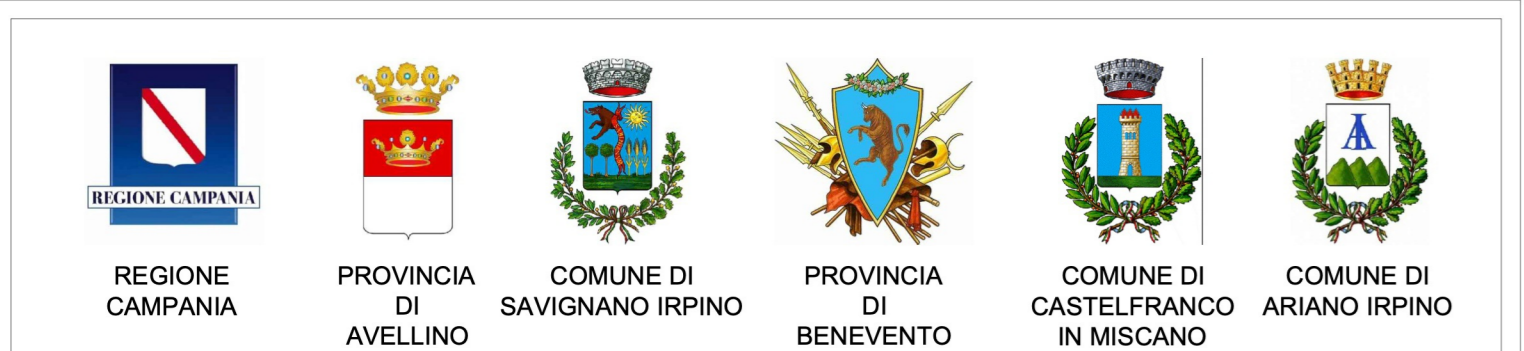 REGIONE CAMPANIA
REGIONE
CAMPANIA
PROVINCIA
DI
AVELLINO
COMUNE DI
SAVIGNANO IRPINO
PROVINCIA
DI
BENEVENTO
COMUNE DI
CASTELFRANCO
IN MISCANO
COMUNE DI
ARIANO IRPINO